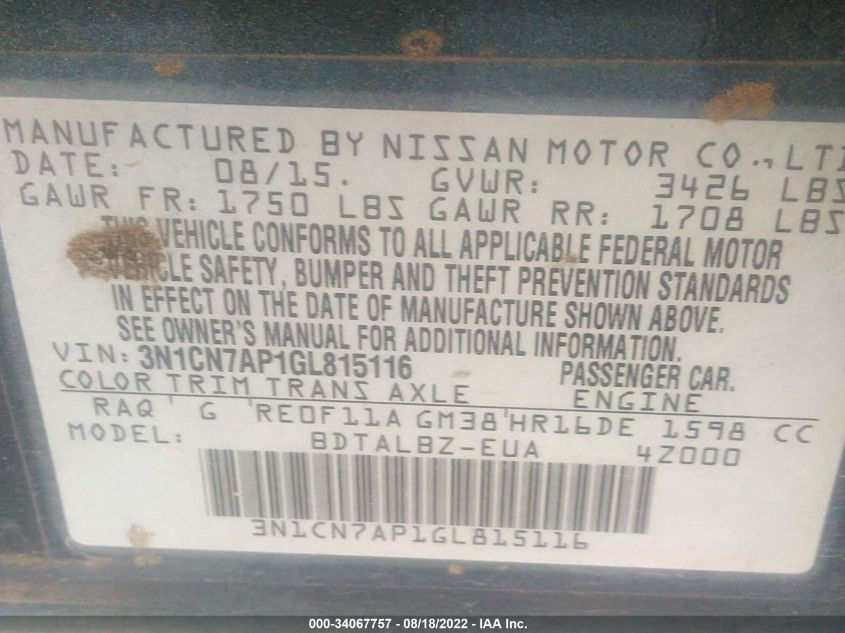 MANUFACTURED BY NISSAN MOTOR CO., LT
DATE: 08/15. GVWR: 3426 LBS
GAWR FR: 1750 LBS GAWR RR: 1708 LBS
THIS VEHICLE CONFORMS TO ALL APPLICABLE FEDERAL MOTOR
VEHICLE SAFETY, BUMPER AND THEFT PREVENTION STANDARDS
IN EFFECT ON THE DATE OF MANUFACTURE SHOWN ABOVE.
SEE OWNER'S MANUAL FOR ADDITIONAL INFORMATION.
VIN: 3N1CN7AP1GL815116 PASSENGER CAR.
COLOR TRIM TRANS AXLE ENGINE
RAQ ' G 'RE0F11A GM38'HR16DE 1598 CC
MODEL: BDTALBZ-EUA 4Z000
3N1CN7AP1GL815116
000-34067757 - 08/18/2022 - IAA Inc.